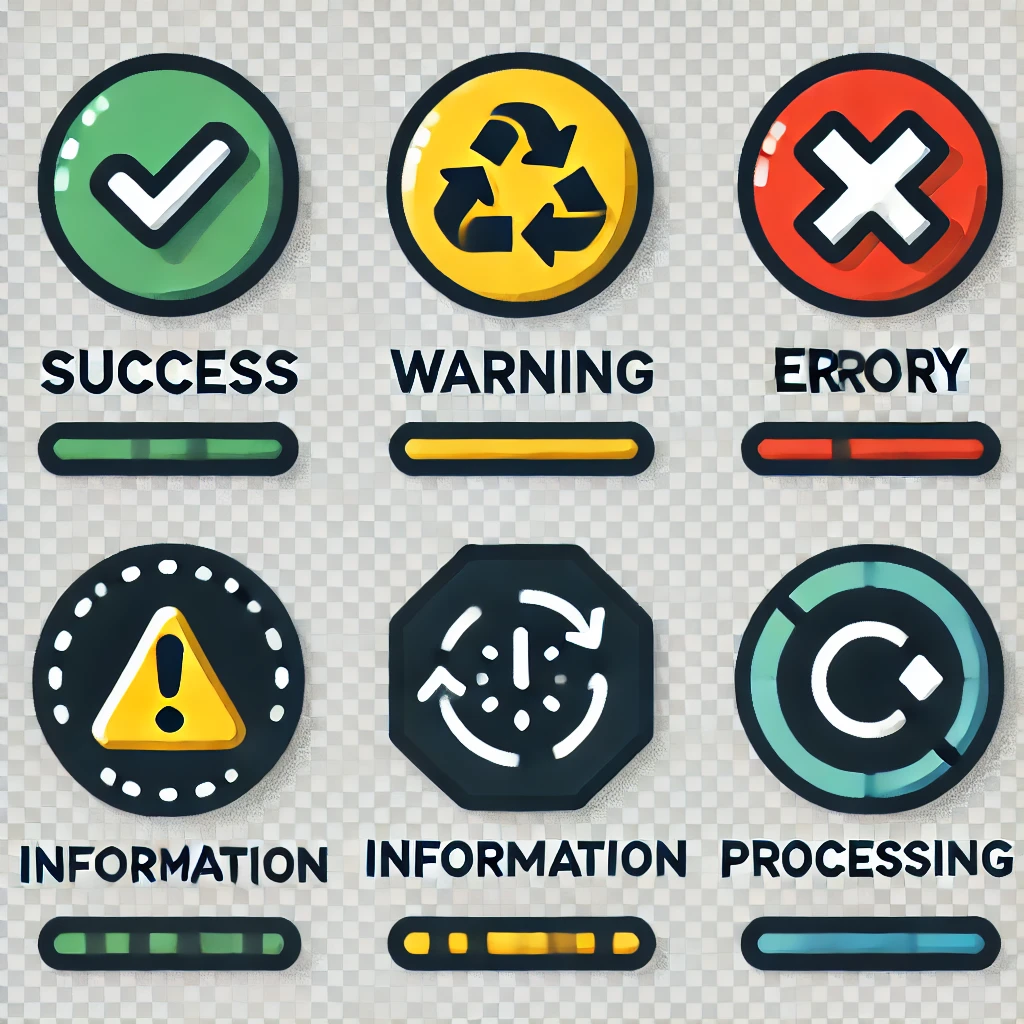 SUCCESS
WARNING
ERRORY
INFORMATION
INFORMATION
PROCESSING